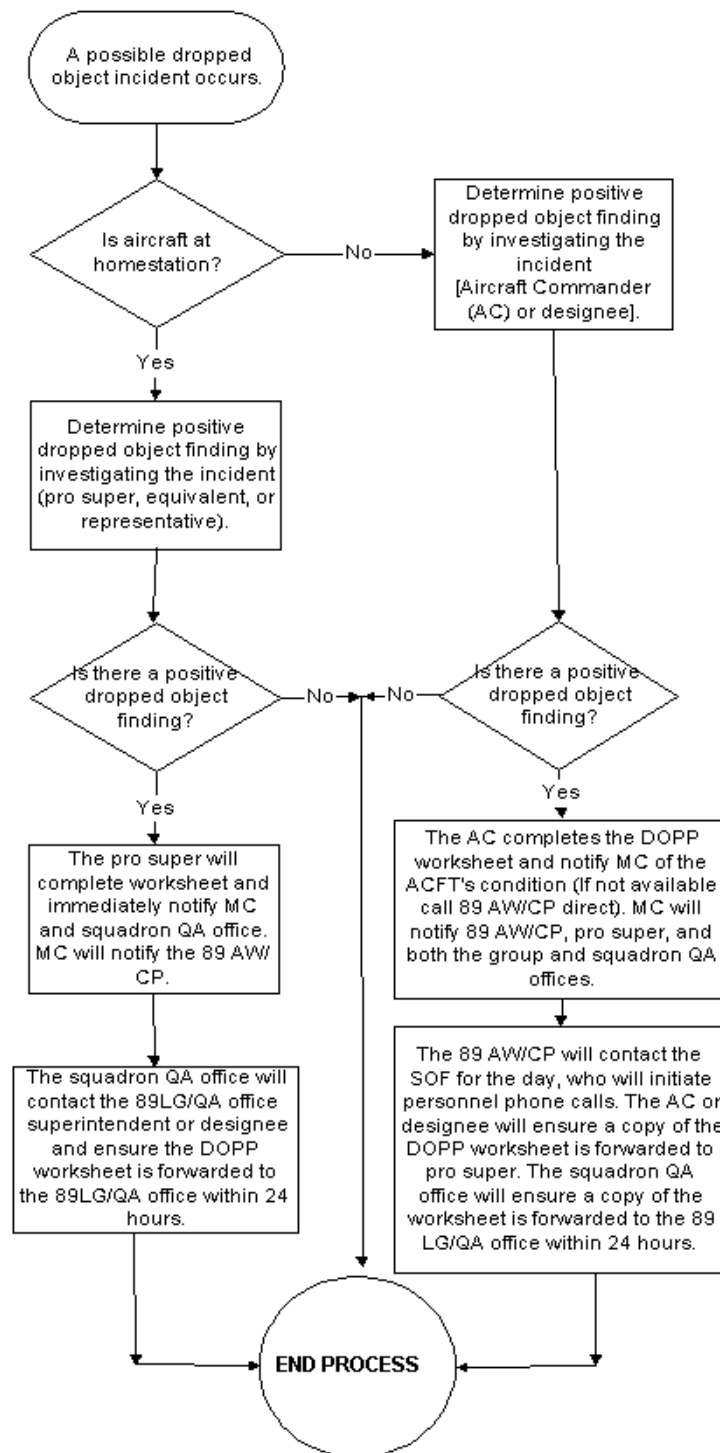 A possible dropped
object incident occurs.
Is aircraft at
homestation?
No
Determine positive
dropped object finding
by investigating the
incident
[Aircraft Commander
(AC) or designee].
Yes
Determine positive
dropped object finding by
investigating the incident
(pro super, equivalent, or
representative).
Is there a positive
dropped object
finding?
No
No
Is there a positive
dropped object
finding?
Yes
The pro super will
complete worksheet and
immediately notify MC
and squadron QA office.
MC will notify the 89 AW/
CP.
Yes
The AC completes the DOPP
worksheet and notify MC of the
ACFT's condition (If not available
call 89 AW/CP direct). MC will
notify 89 AW/CP, pro super, and
both the group and squadron QA
offices.
The squadron QA office will
contact the 89LG/QA office
superintendent or designee
and ensure the DOPP
worksheet is forwarded to
the 89LG/QA office within 24
hours.
The 89 AW/CP will contact the
SOF for the day, who will initiate
personnel phone calls. The AC or
designee will ensure a copy of the
DOPP worksheet is forwarded to
pro super. The squadron QA
office will ensure a copy of the
worksheet is forwarded to the 89
LG/QA office within 24 hours.
END PROCESS